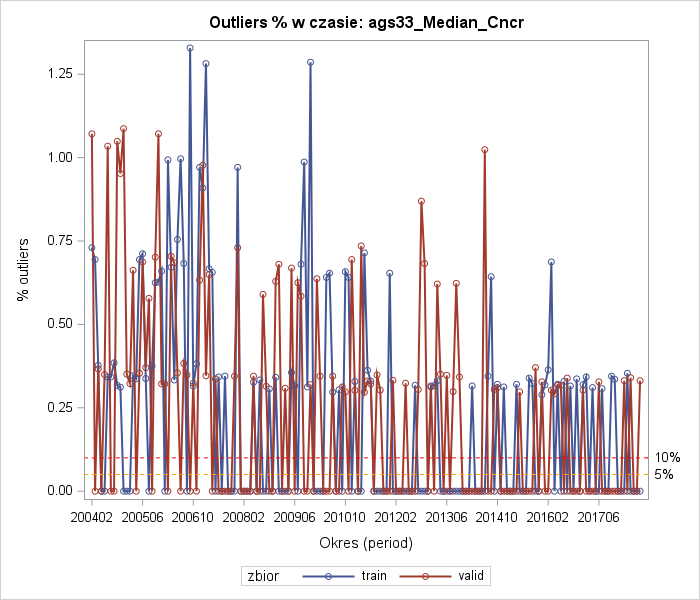 Outliers % w czasie: ags33_Median_Cncr
% outliers
1.25
1.00
0.75
0.50
0.25
0.00
10%
5%
200402 200506 200610 200802 200906 201010 201202 201306 201410 201602 201706
Okres (period)
zbior train valid